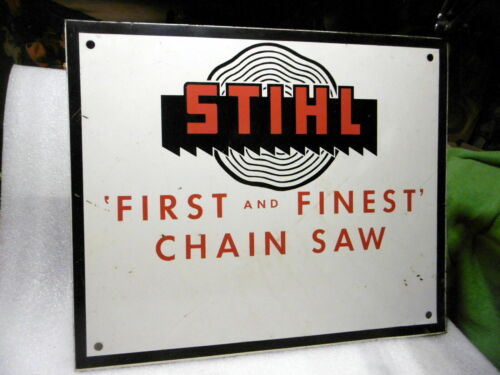 STIHL
'FIRST AND FINEST'
CHAIN SAW